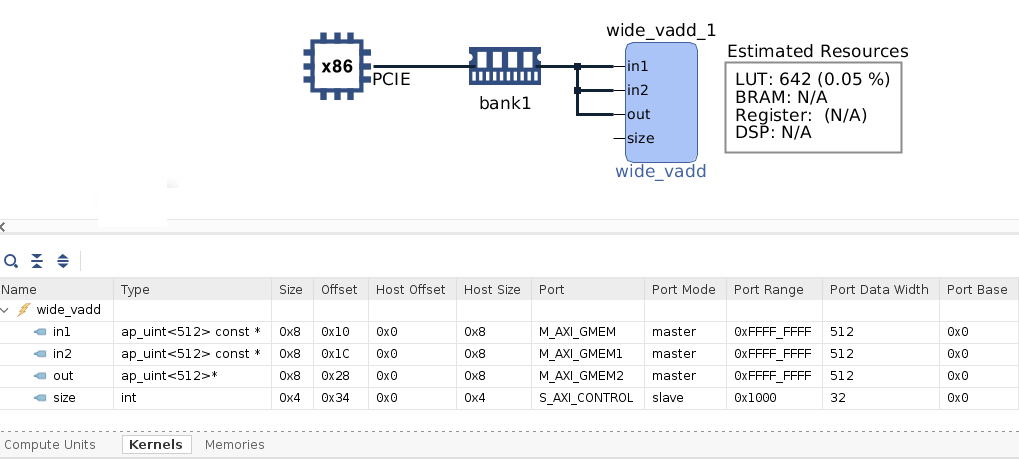 wide_vadd_1
x86
PCIE
bank1
in1
in2
out
size
wide_vadd
Estimated Resources
LUT: 642 (0.05 %)
BRAM: N/A
Register:  (N/A)
DSP: N/A
Name Type Size Offset Host Offset Host Size Port Port Mode Port Range Port Data Width Port Base
wide_vadd
in1 ap_uint<512> const * 0x8 0x10 0x0 0x8 M_AXI_GMEM master 0xFFFF_FFFF 512 0x0
in2 ap_uint<512> const * 0x8 0x1C 0x0 0x8 M_AXI_GMEM1 master 0xFFFF_FFFF 512 0x0
out ap_uint<512>* 0x8 0x28 0x0 0x8 M_AXI_GMEM2 master 0xFFFF_FFFF 512 0x0
size int 0x4 0x34 0x0 0x4 S_AXI_CONTROL slave 0x1000 32 0x0
Compute Units Kernels Memories